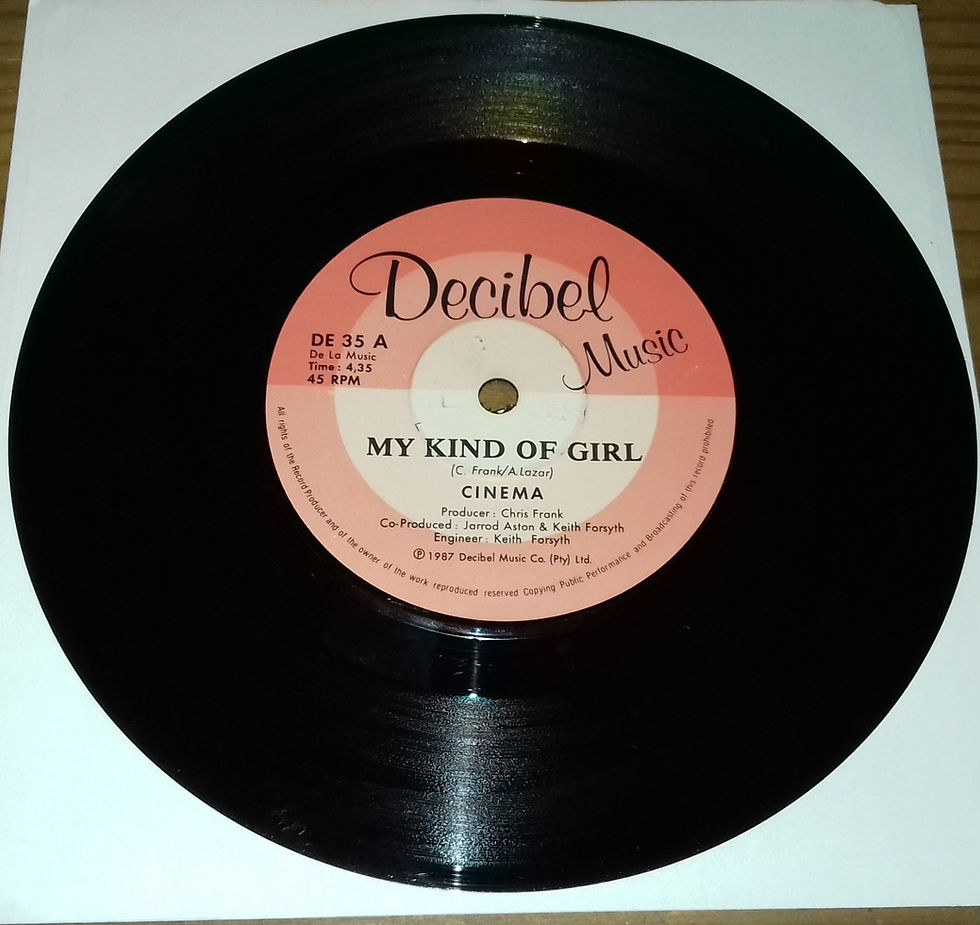 Decibel
Music
DE 35 A
De La Music
Time : 4,35
45 RPM
MY KIND OF GIRL
(C. Frank/A.Lazar)
CINEMA
Producer : Chris Frank
Co-Produced : Jarrod Aston & Keith Forsyth
Engineer : Keith Forsyth
℗ 1987 Decibel Music Co. (Pty) Ltd.
All rights of the Record Producer and of the owner of the work reproduced reserved Copying Public Performance and Broadcasting of this record prohibited